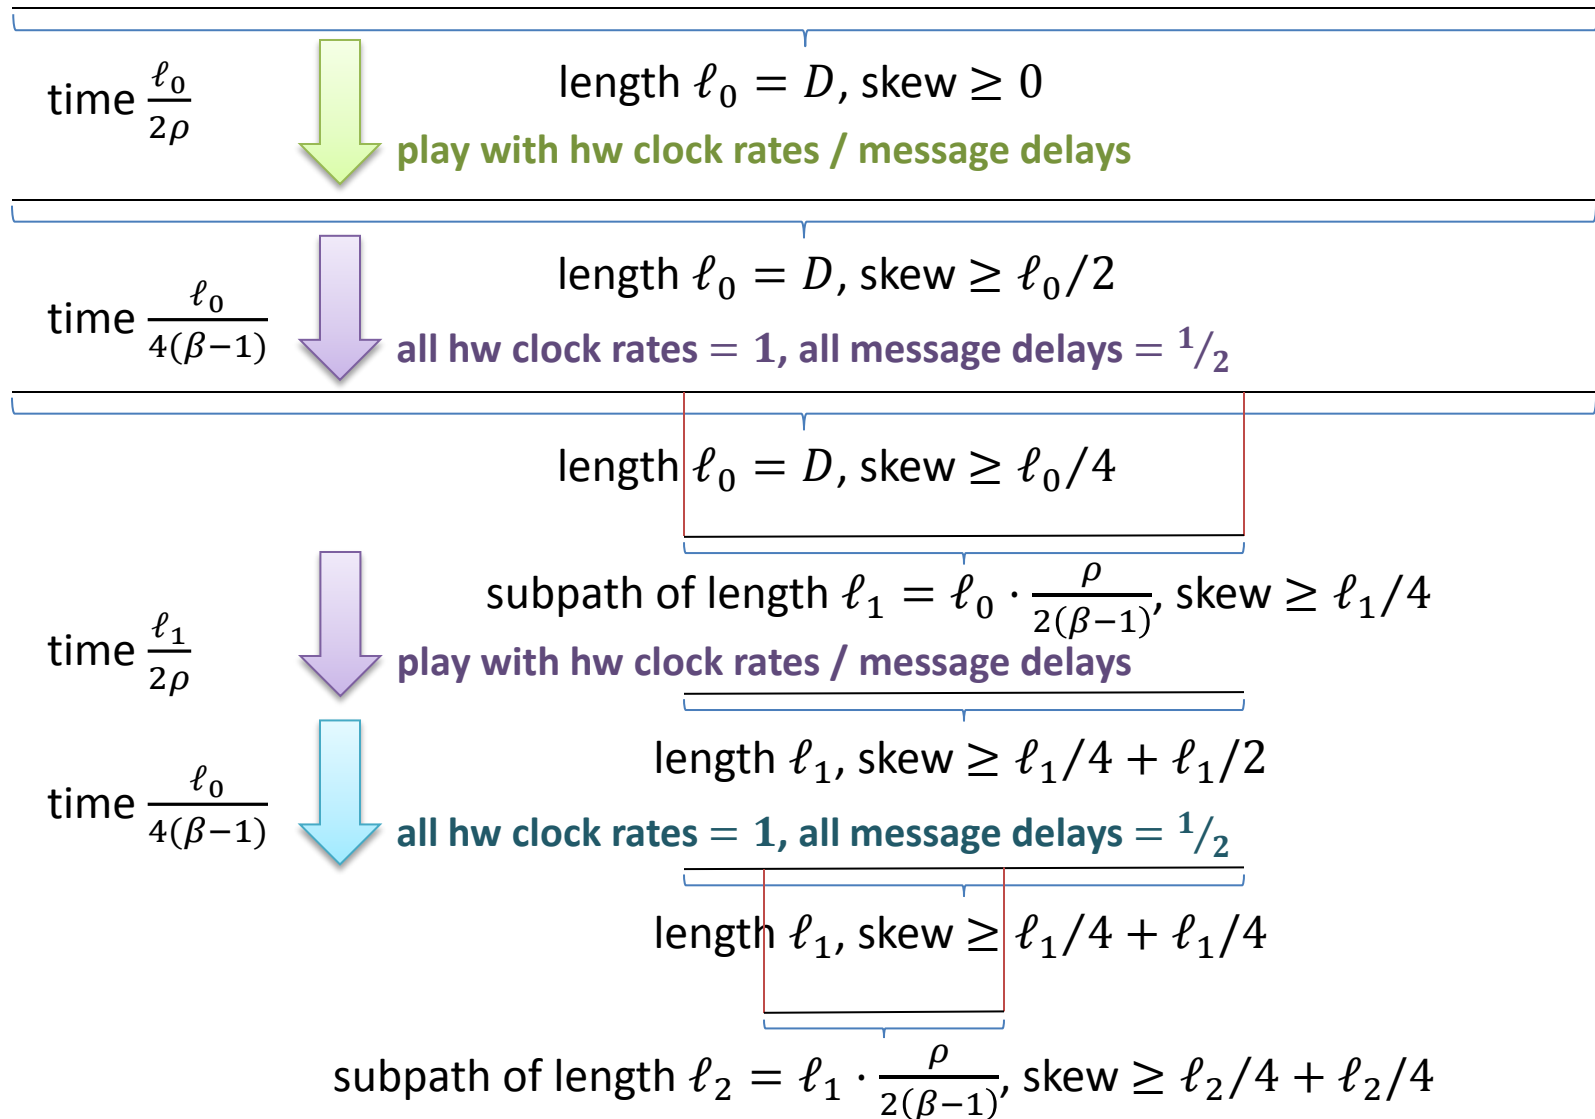 length ℓ₀ = D, skew ≥ 0
time ℓ₀/2ρ
play with hw clock rates / message delays
length ℓ₀ = D, skew ≥ ℓ₀/2
time ℓ₀/4(β−1)
all hw clock rates = 1, all message delays = 1/2
length ℓ₀ = D, skew ≥ ℓ₀/4
subpath of length ℓ₁ = ℓ₀ · ρ/2(β−1), skew ≥ ℓ₁/4
time ℓ₁/2ρ
play with hw clock rates / message delays
length ℓ₁, skew ≥ ℓ₁/4 + ℓ₁/2
time ℓ₀/4(β−1)
all hw clock rates = 1, all message delays = 1/2
length ℓ₁, skew ≥ ℓ₁/4 + ℓ₁/4
subpath of length ℓ₂ = ℓ₁ · ρ/2(β−1), skew ≥ ℓ₂/4 + ℓ₂/4